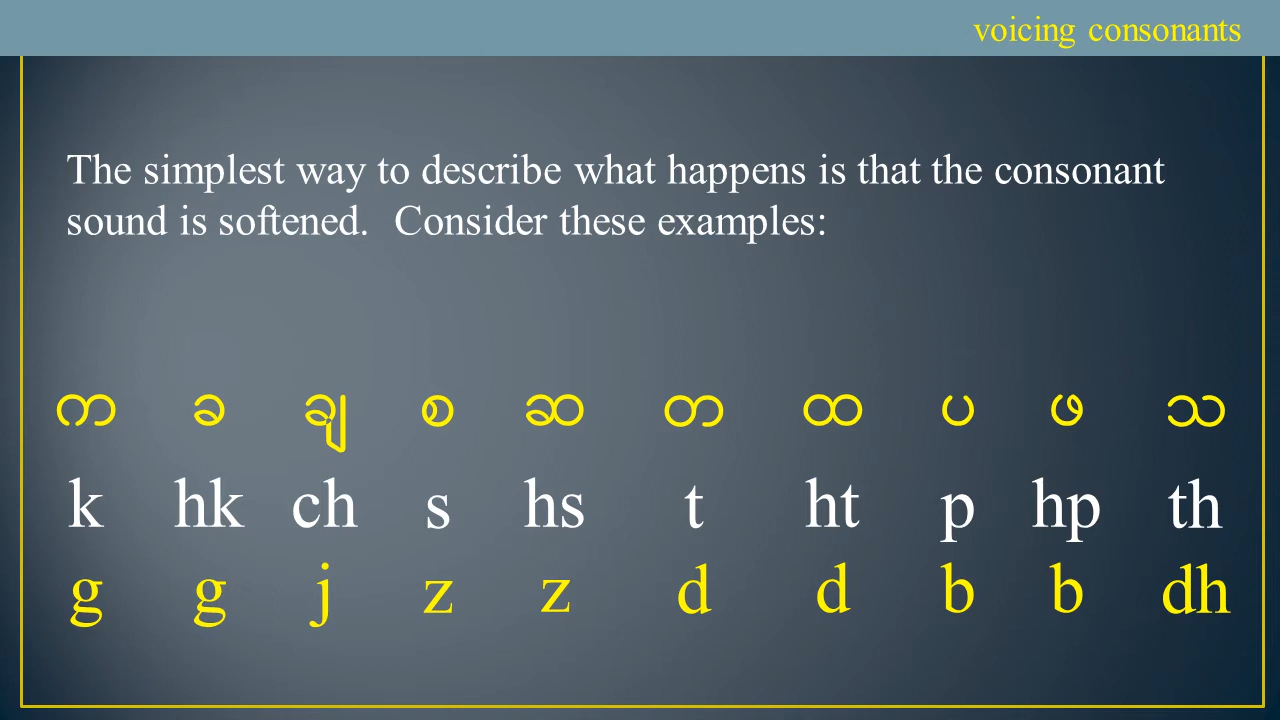 voicing consonants
The simplest way to describe what happens is that the consonant
sound is softened.  Consider these examples:
က ခ ချ စ ဆ တ ထ ပ ဖ သ
k hk ch s hs t ht p hp th
g g j z z d d b b dh